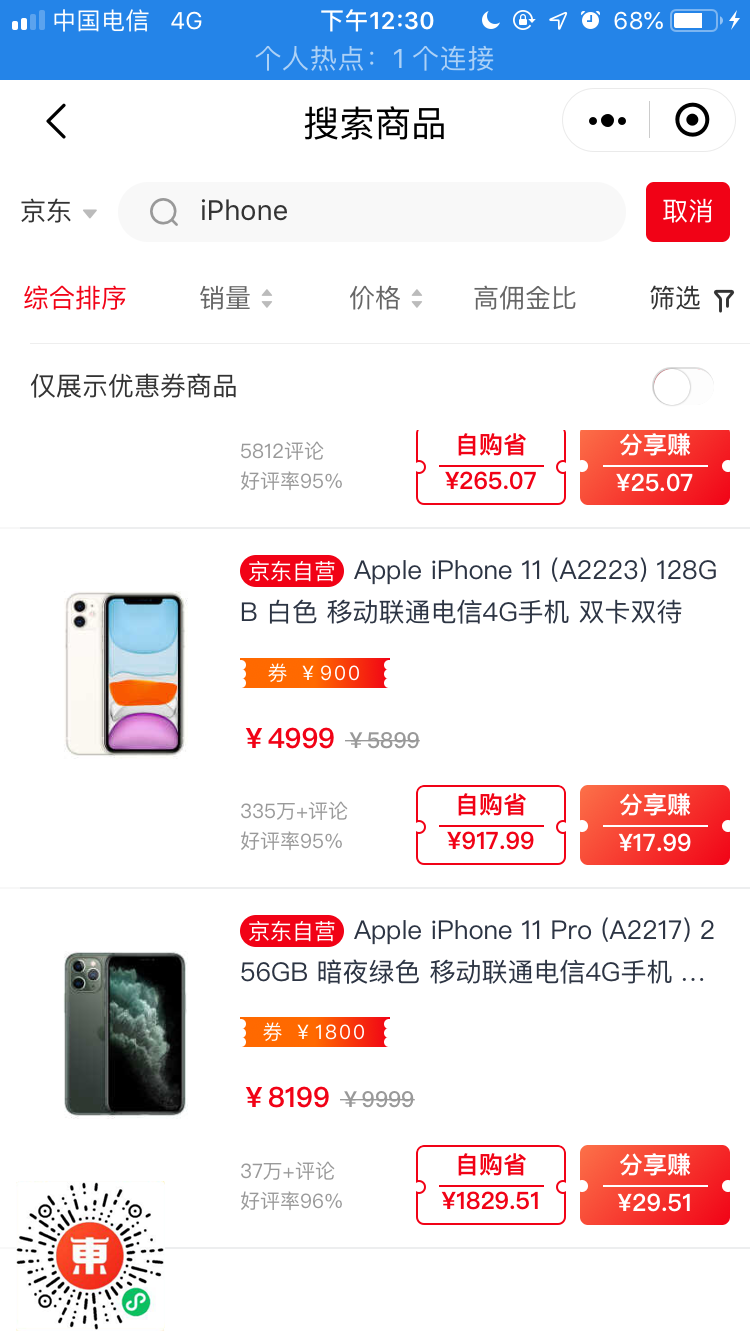 中国电信 4G 下午12:30 68%
个人热点：1 个连接
搜索商品
京东 iPhone 取消
综合排序 销量 价格 高佣金比 筛选
仅展示优惠券商品
5812评论
好评率95%
自购省
¥265.07
分享赚
¥25.07
京东自营 Apple iPhone 11 (A2223) 128G
B 白色 移动联通电信4G手机 双卡双待
券 ¥900
¥4999 ¥5899
335万+评论
好评率95%
自购省
¥917.99
分享赚
¥17.99
京东自营 Apple iPhone 11 Pro (A2217) 2
56GB 暗夜绿色 移动联通电信4G手机 ...
券 ¥1800
¥8199 ¥9999
37万+评论
好评率96%
自购省
¥1829.51
分享赚
¥29.51
東